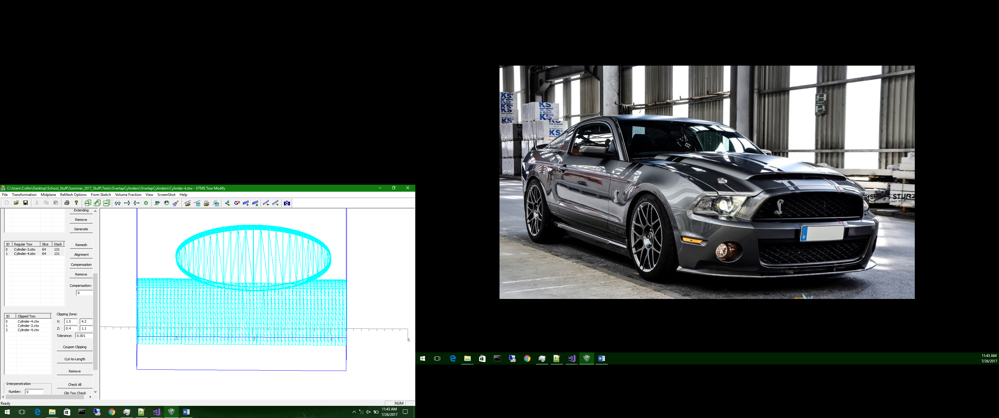 C:\Users\Collin\Desktop\School_Stuff\Summer_2017_Stuff\Tests\OverlapCylinders\OverlapCylinders\Cylinder-4.stw - VTMS Tow Modify
File Transformation Midplane ReMesh Options From Sketch Volume Fraction View ScreenShot Help
Extending
Remove
Generate
ID Regular Tow Slice Stack
0 Cylinder-3.stw 64 131
1 Cylinder-4.stw 64 131
Remesh
Alignment
Compensation
Remove
Compensation:
0
ID Clipped Tow
0 Cylinder-4.ctw
1 Cylinder-3.ctw
2 Cylinder-4.ctw
Clipping Zone:
X: 1.5 4.2
Z: 0.4 1.1
Tolerance: 0.001
Coupon Clipping
Cut-to-Length
Remove
Interpenetration
Number: 0
Check All
Clip Tow Check
2 3 4 5
Ready
NUM
11:43 AM
7/26/2017
KS
KS
KS
KS
KS
KS
KS
KS
SHELBY
D
STURZ
11:43 AM
7/26/2017